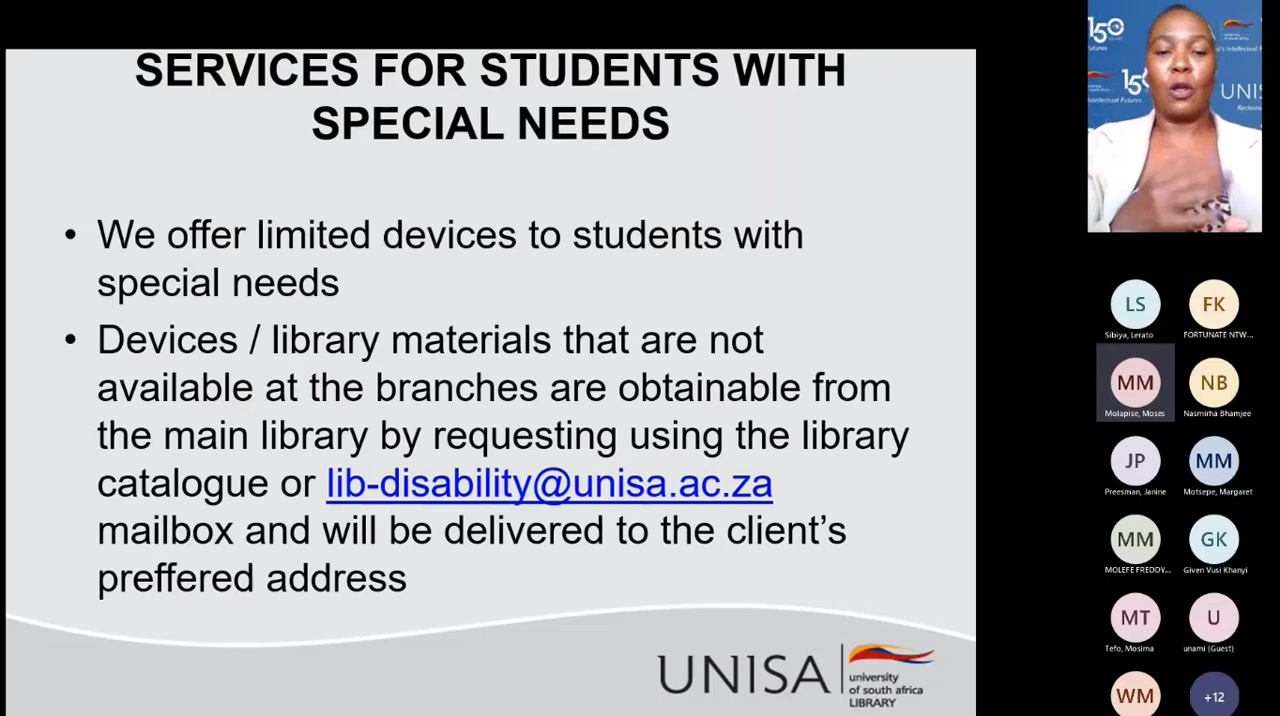 SERVICES FOR STUDENTS WITH
SPECIAL NEEDS
• We offer limited devices to students with
special needs
• Devices / library materials that are not
available at the branches are obtainable from
the main library by requesting using the library
catalogue or lib-disability@unisa.ac.za
mailbox and will be delivered to the client's
preffered address
UNISA
university
of south africa
LIBRARY
150
UNIS
LS
Sibiya, Lerato
FK
FORTUNATE NTW...
MM
Molapise, Moses
NB
Nasmirha Bhamjee
JP
Preesman, Janine
MM
Motsepe, Margaret
MM
MOLEFE FREDDY...
GK
Given Vusi Khanyi
MT
Tefo, Mosima
U
unami (Guest)
WM
+12